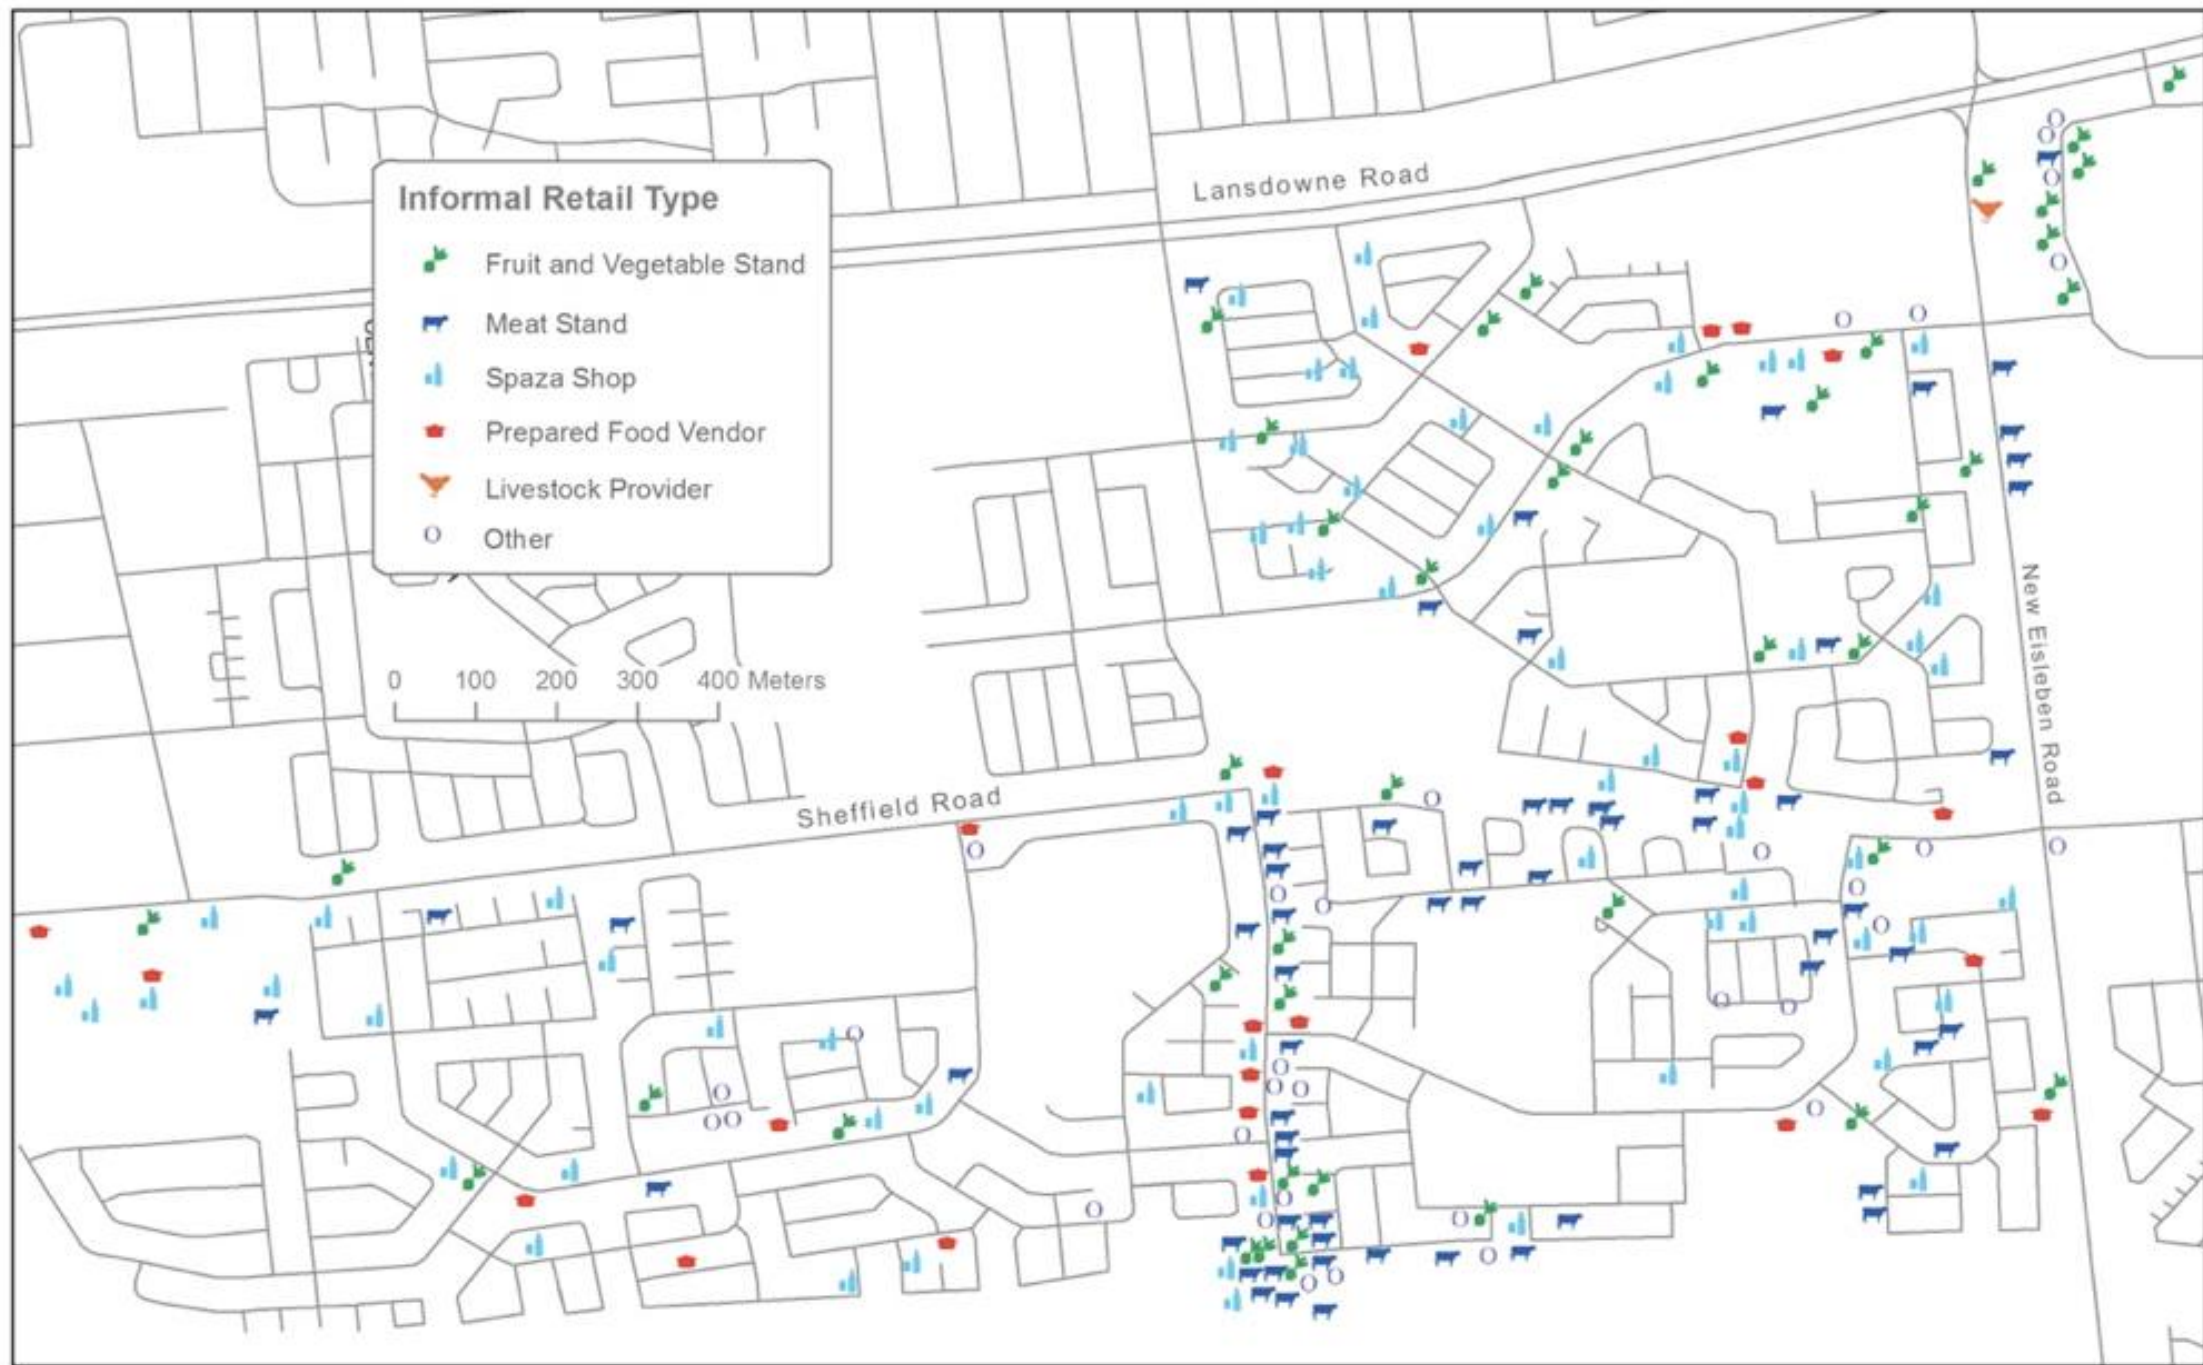 Lansdowne Road
Informal Retail Type
Fruit and Vegetable Stand
Meat Stand
Spaza Shop
Prepared Food Vendor
Livestock Provider
Other
0 100 200 300 400 Meters
New Eisleben Road
Sheffield Road